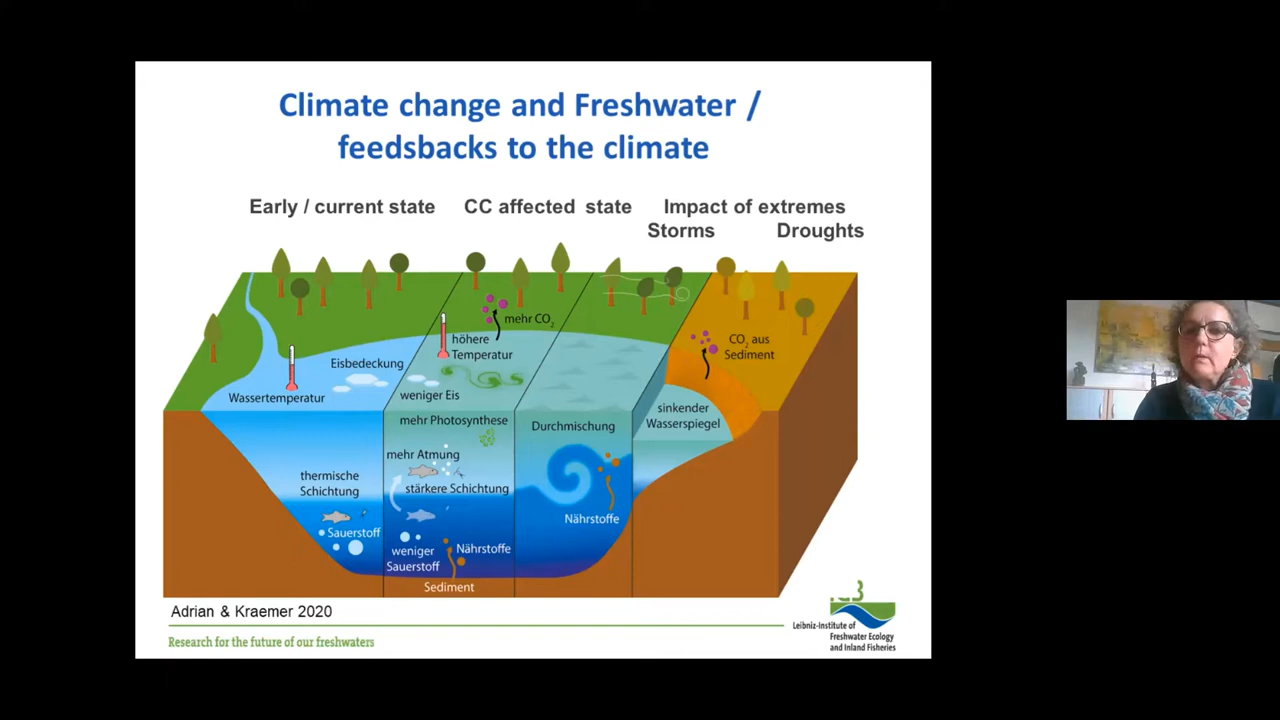 Climate change and Freshwater /
feedsbacks to the climate
Early / current state
CC affected state
Impact of extremes
Storms
Droughts
mehr CO₂
höhere
Temperatur
CO₂ aus
Sediment
Eisbedeckung
Wassertemperatur
weniger Eis
sinkender
Wasserspiegel
mehr Photosynthese
Durchmischung
mehr Atmung
thermische
Schichtung
stärkere Schichtung
Nährstoffe
Sauerstoff
weniger
Sauerstoff
Nährstoffe
Sediment
Adrian & Kraemer 2020
Research for the future of our freshwaters
IGB
Leibniz-Institute of
Freshwater Ecology
and Inland Fisheries